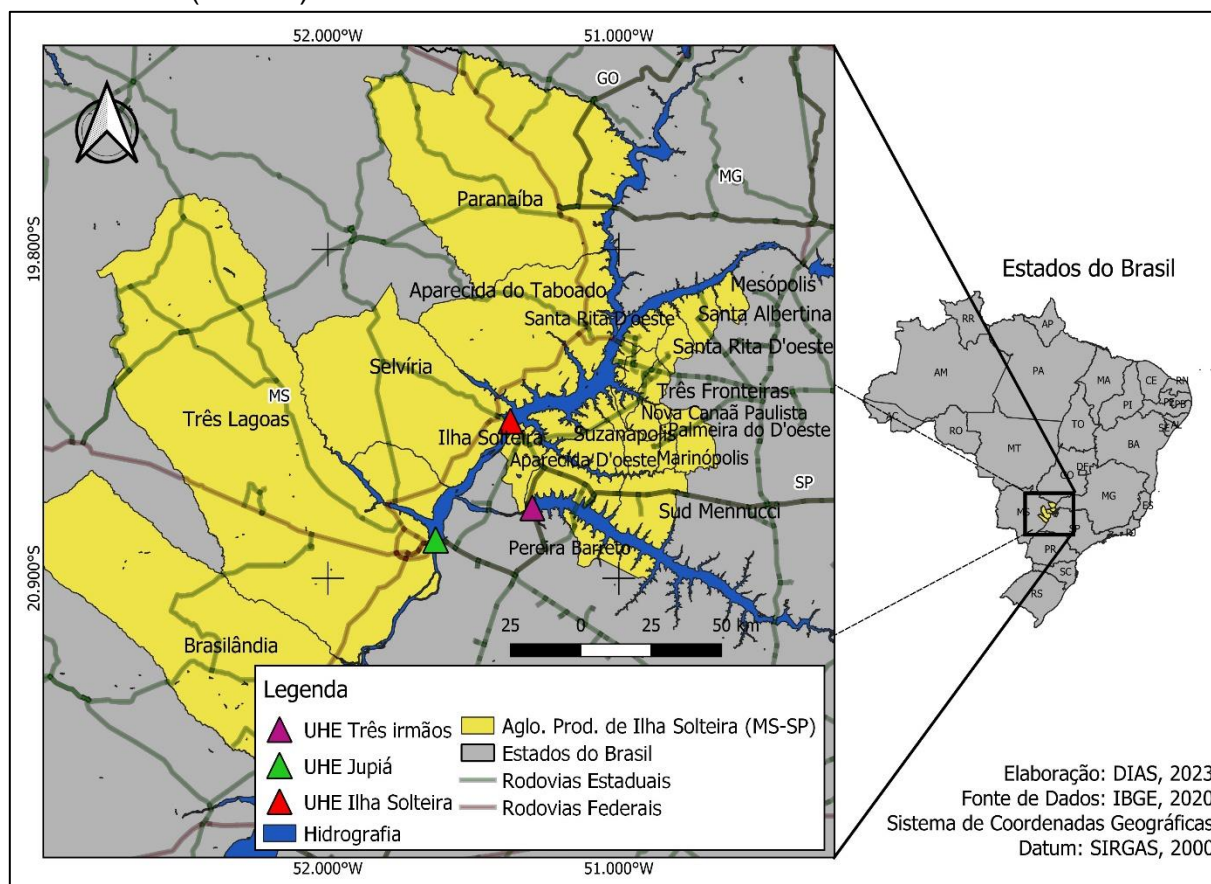 52.000°W
51.000°W
GO
MG
Paranaíba
19.800°S
Estados do Brasil
Mesópolis
Aparecida do Taboado
Santa Albertina
Santa Rita D'oeste
Santa Rita D'oeste
Selvíria
Três Fronteiras
MS
Nova Canaã Paulista
Três Lagoas
Palmeira do D'oeste
Ilha Solteira
Suzanápolis
Aparecida D'oeste
Marinópolis
SP
Sud Mennucci
Pereira Barreto
20.900°S
25 0 25 50 km
Brasilândia
RR
AP
AM
PA
MA
CE
RN
PB
PI
AC
TO
RO
BA
MT
DF
MG
MS
ES
SP
RJ
PR
SC
RS
Legenda
UHE Três irmãos
UHE Jupiá
UHE Ilha Solteira
Hidrografia
Aglo. Prod. de Ilha Solteira (MS-SP)
Estados do Brasil
Rodovias Estaduais
Rodovias Federais
Elaboração: DIAS, 2023
Fonte de Dados: IBGE, 2020
Sistema de Coordenadas Geográficas
Datum: SIRGAS, 2000
52.000°W
51.000°W